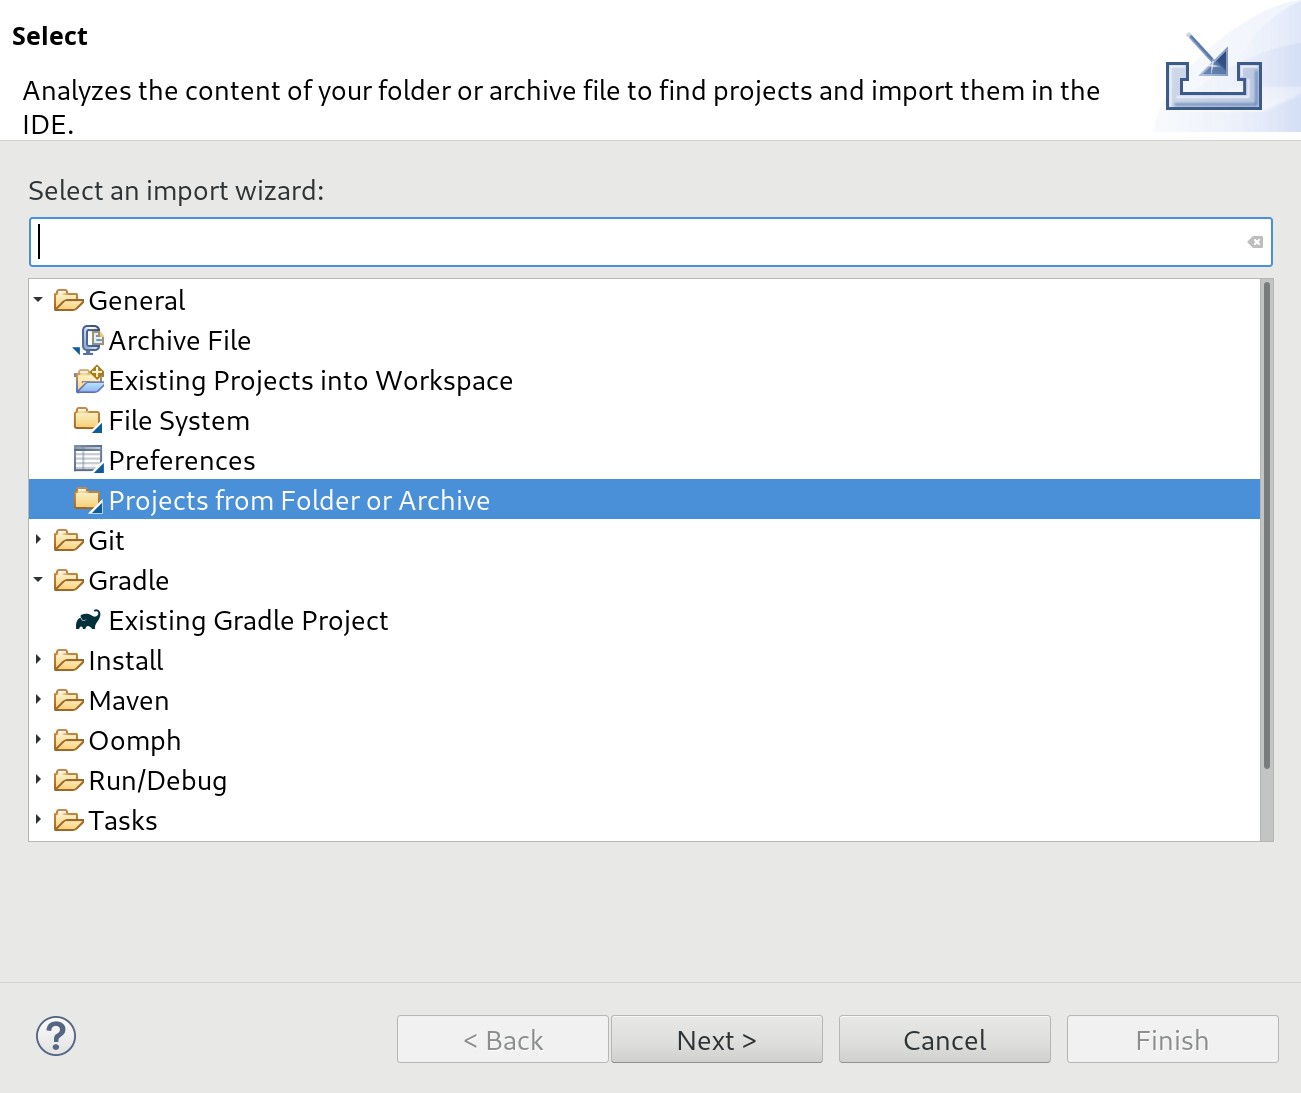 Select
Analyzes the content of your folder or archive file to find projects and import them in the
IDE.
Select an import wizard:
General
Archive File
Existing Projects into Workspace
File System
Preferences
Projects from Folder or Archive
Git
Gradle
Existing Gradle Project
Install
Maven
Oomph
Run/Debug
Tasks
?
< Back
Next >
Cancel
Finish